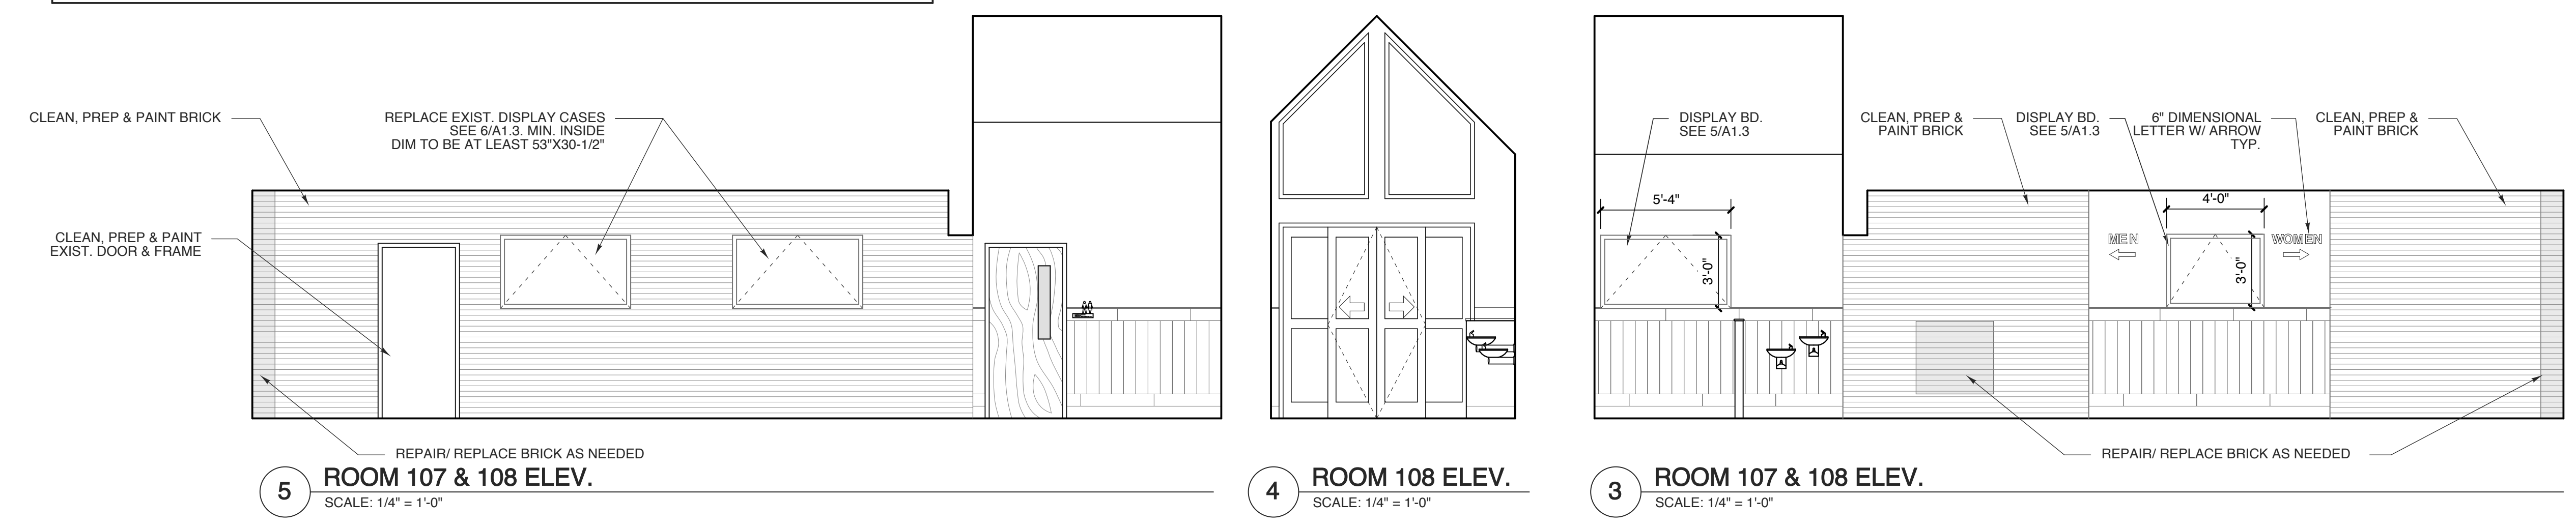 CLEAN, PREP & PAINT BRICK
REPLACE EXIST. DISPLAY CASES
SEE 6/A1.3. MIN. INSIDE
DIM TO BE AT LEAST 53"X30-1/2"
CLEAN, PREP & PAINT
EXIST. DOOR & FRAME
REPAIR/ REPLACE BRICK AS NEEDED
5
ROOM 107 & 108 ELEV.
SCALE: 1/4" = 1'-0"
4
ROOM 108 ELEV.
SCALE: 1/4" = 1'-0"
DISPLAY BD.
SEE 5/A1.3
CLEAN, PREP &
PAINT BRICK
DISPLAY BD.
SEE 5/A1.3
6" DIMENSIONAL
LETTER W/ ARROW
TYP.
CLEAN, PREP &
PAINT BRICK
5'-4"
3'-0"
4'-0"
3'-0"
MEN
WOMEN
REPAIR/ REPLACE BRICK AS NEEDED
3
ROOM 107 & 108 ELEV.
SCALE: 1/4" = 1'-0"